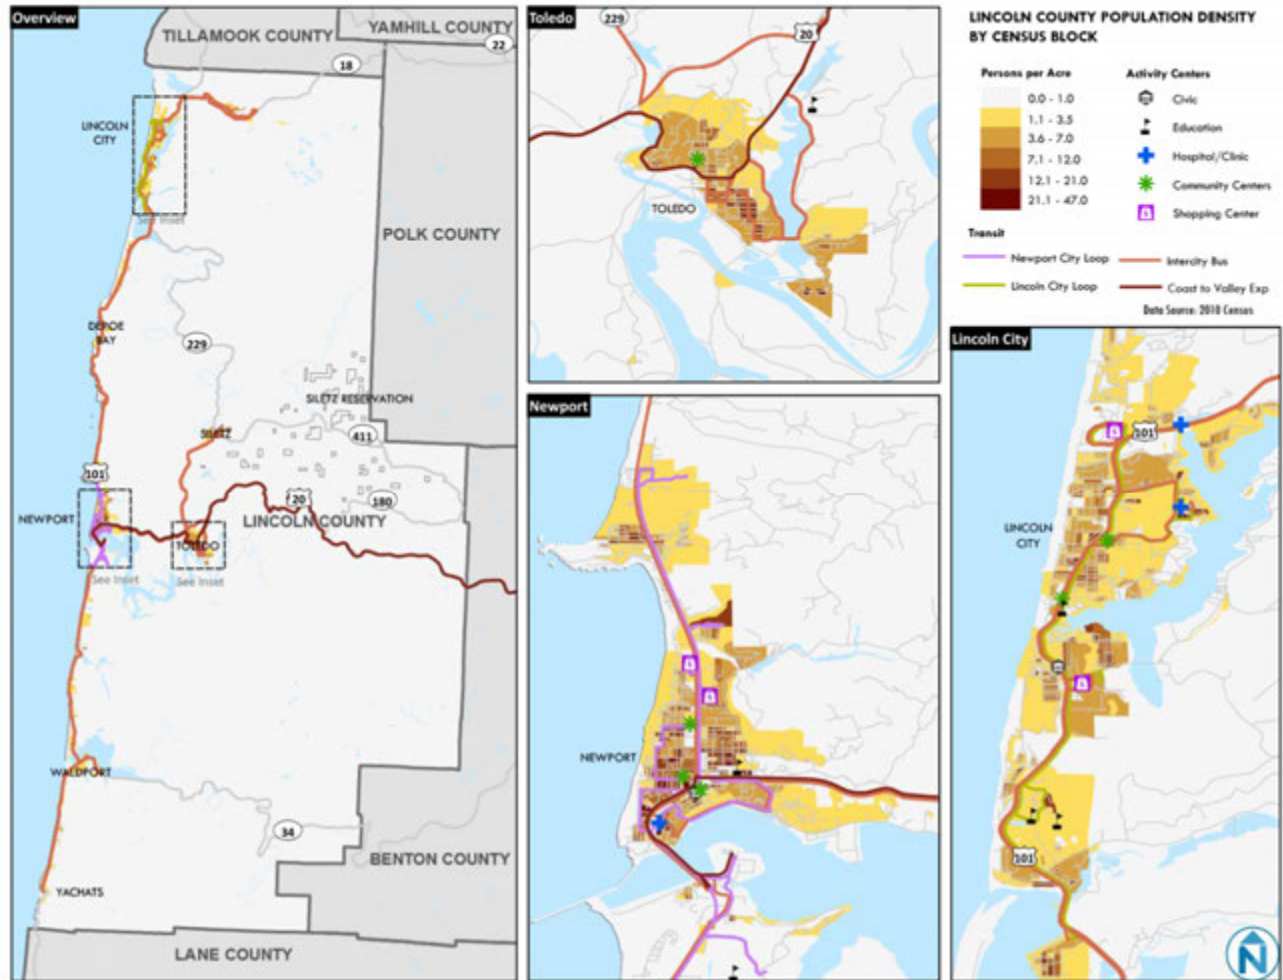 Overview
TILLAMOOK COUNTY
YAMHILL COUNTY
22
18
LINCOLN
CITY
See Inset
POLK COUNTY
DEPOE
BAY
229
SILETZ RESERVATION
SILETZ
411
101
20
180
NEWPORT
LINCOLN COUNTY
TOLEDO
See Inset
See Inset
WALDPORT
34
BENTON COUNTY
YACHATS
LANE COUNTY
Toledo
229
20
TOLEDO
Newport
NEWPORT
LINCOLN COUNTY POPULATION DENSITY
BY CENSUS BLOCK
Persons per Acre
0.0 - 1.0
1.1 - 3.5
3.6 - 7.0
7.1 - 12.0
12.1 - 21.0
21.1 - 47.0
Activity Centers
Civic
Education
Hospital/Clinic
Community Centers
Shopping Center
Transit
Newport City Loop
Intercity Bus
Lincoln City Loop
Coast to Valley Exp
Data Source: 2010 Census
Lincoln City
101
LINCOLN
CITY
101
N